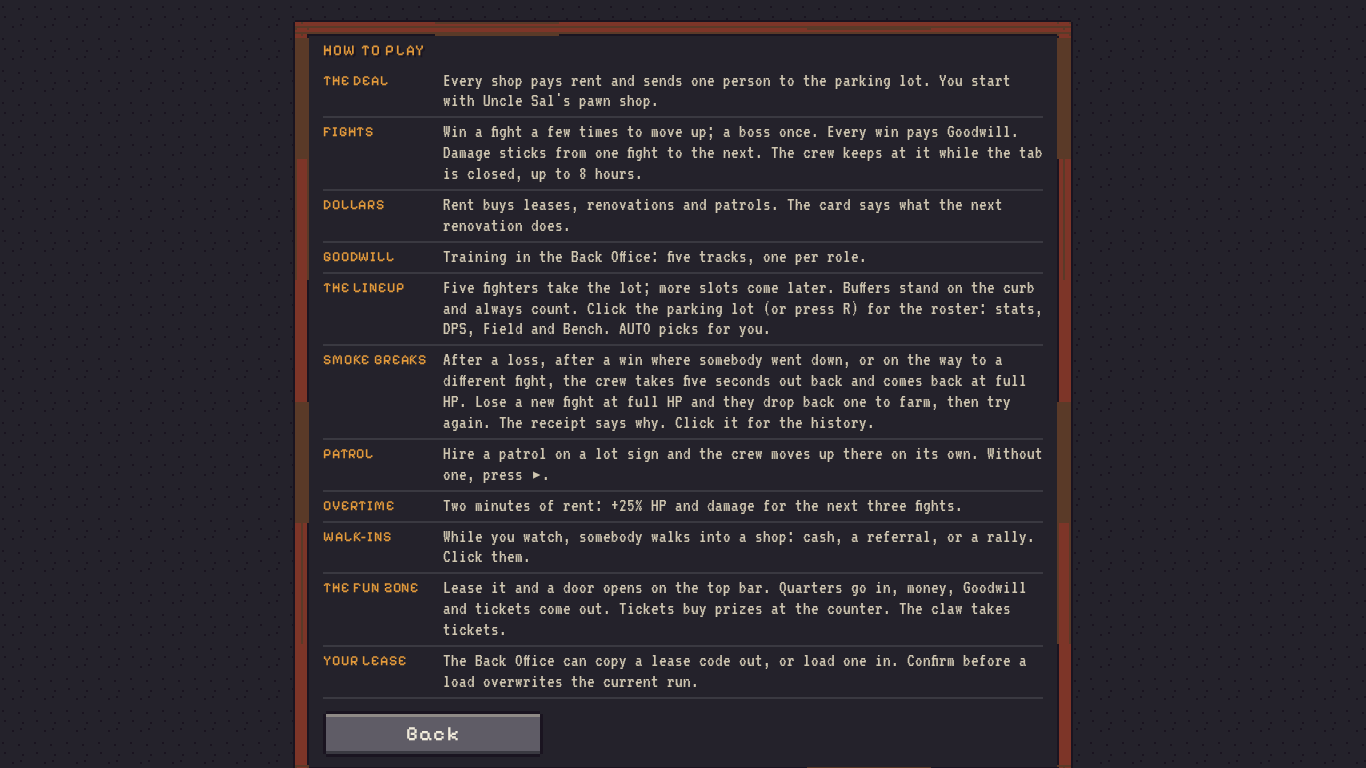 HOW TO PLAY
THE DEAL
Every shop pays rent and sends one person to the parking lot. You start
with Uncle Sal's pawn shop.
FIGHTS
Win a fight a few times to move up; a boss once. Every win pays Goodwill.
Damage sticks from one fight to the next. The crew keeps at it while the tab
is closed, up to 8 hours.
DOLLARS
Rent buys leases, renovations and patrols. The card says what the next
renovation does.
GOODWILL
Training in the Back Office: five tracks, one per role.
THE LINEUP
Five fighters take the lot; more slots come later. Buffers stand on the curb
and always count. Click the parking lot (or press R) for the roster: stats,
DPS, Field and Bench. AUTO picks for you.
SMOKE BREAKS
After a loss, after a win where somebody went down, or on the way to a
different fight, the crew takes five seconds out back and comes back at full
HP. Lose a new fight at full HP and they drop back one to farm, then try
again. The receipt says why. Click it for the history.
PATROL
Hire a patrol on a lot sign and the crew moves up there on its own. Without
one, press ►.
OVERTIME
Two minutes of rent: +25% HP and damage for the next three fights.
WALK-INS
While you watch, somebody walks into a shop: cash, a referral, or a rally.
Click them.
THE FUN ZONE
Lease it and a door opens on the top bar. Quarters go in, money, Goodwill
and tickets come out. Tickets buy prizes at the counter. The claw takes
tickets.
YOUR LEASE
The Back Office can copy a lease code out, or load one in. Confirm before a
load overwrites the current run.
Back